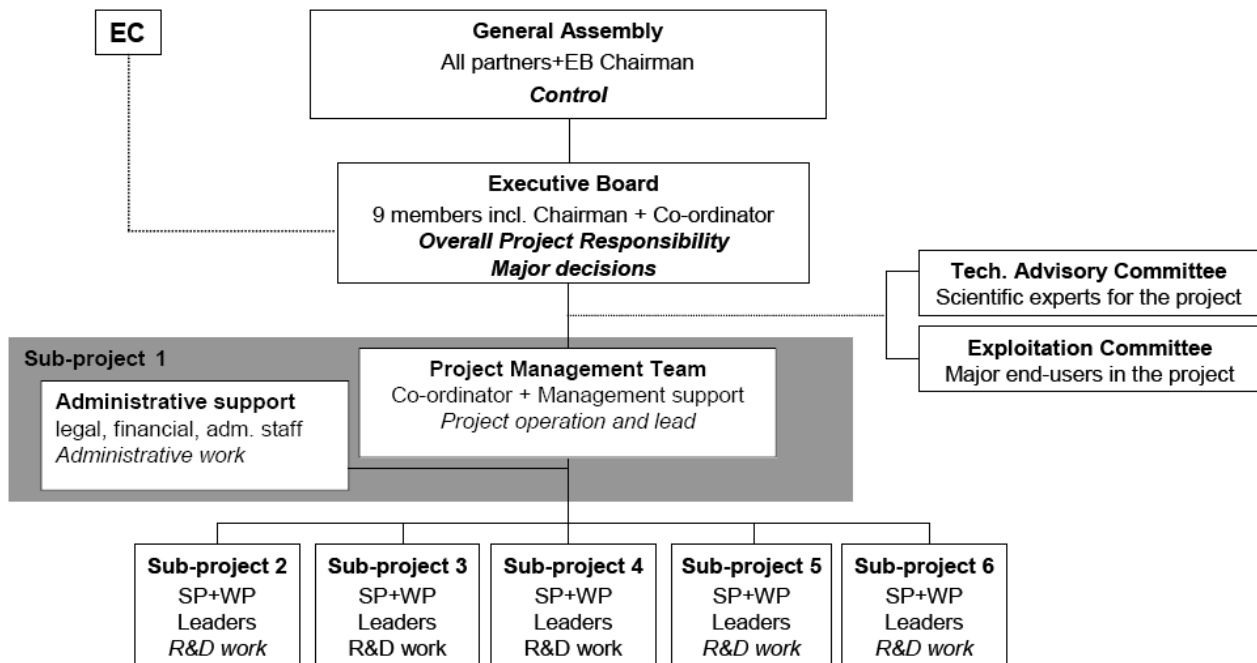 EC
General Assembly
All partners+EB Chairman
Control
Executive Board
9 members incl. Chairman + Co-ordinator
Overall Project Responsibility
Major decisions
Tech. Advisory Committee
Scientific experts for the project
Exploitation Committee
Major end-users in the project
Sub-project 1
Project Management Team
Co-ordinator + Management support
Project operation and lead
Administrative support
legal, financial, adm. staff
Administrative work
Sub-project 2
SP+WP
Leaders
R&D work
Sub-project 3
SP+WP
Leaders
R&D work
Sub-project 4
SP+WP
Leaders
R&D work
Sub-project 5
SP+WP
Leaders
R&D work
Sub-project 6
SP+WP
Leaders
R&D work